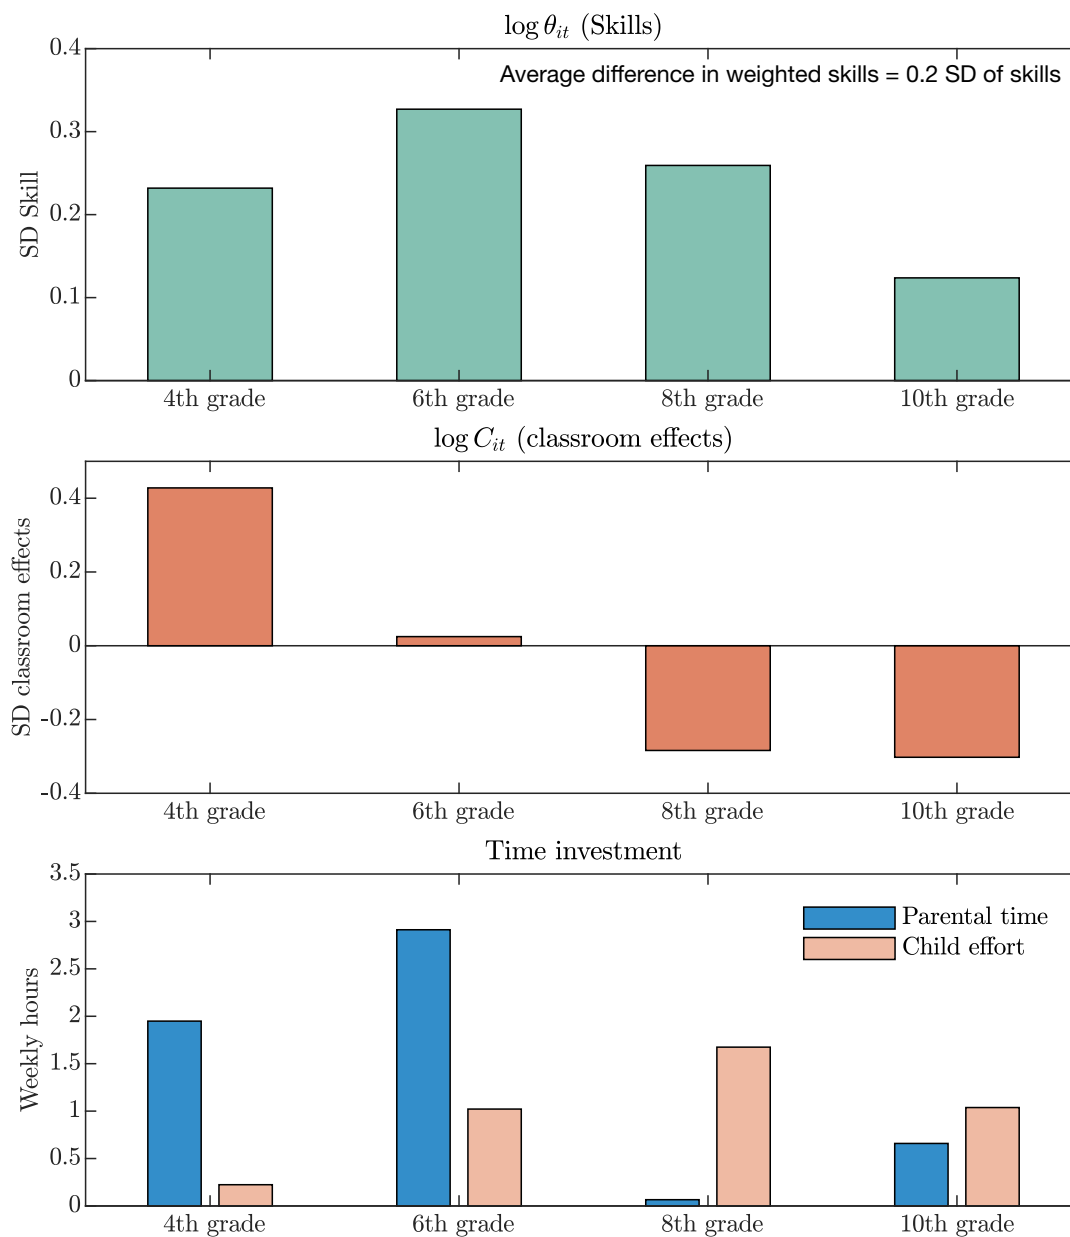 log θ_it (Skills)
Average difference in weighted skills = 0.2 SD of skills
SD Skill
0.4
0.3
0.2
0.1
0
4th grade 6th grade 8th grade 10th grade
log C_it (classroom effects)
SD classroom effects
0.4
0.2
0
-0.2
-0.4
4th grade 6th grade 8th grade 10th grade
Time investment
Weekly hours
3.5
3
2.5
2
1.5
1
0.5
0
Parental time
Child effort
4th grade 6th grade 8th grade 10th grade